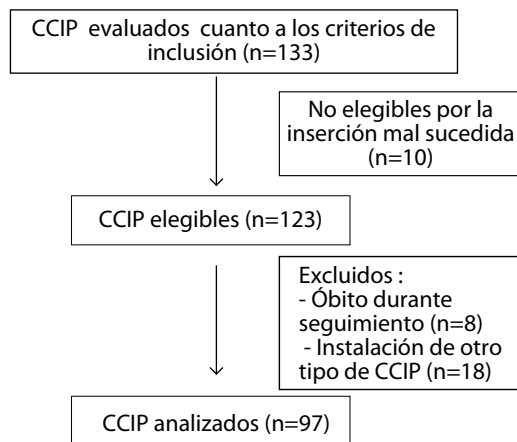 CCIP evaluados cuanto a los criterios de
inclusión (n=133)
No elegibles por la
inserción mal sucedida
(n=10)
CCIP elegibles (n=123)
Excluidos :
- Óbito durante
seguimiento (n=8)
- Instalación de otro
tipo de CCIP (n=18)
CCIP analizados (n=97)